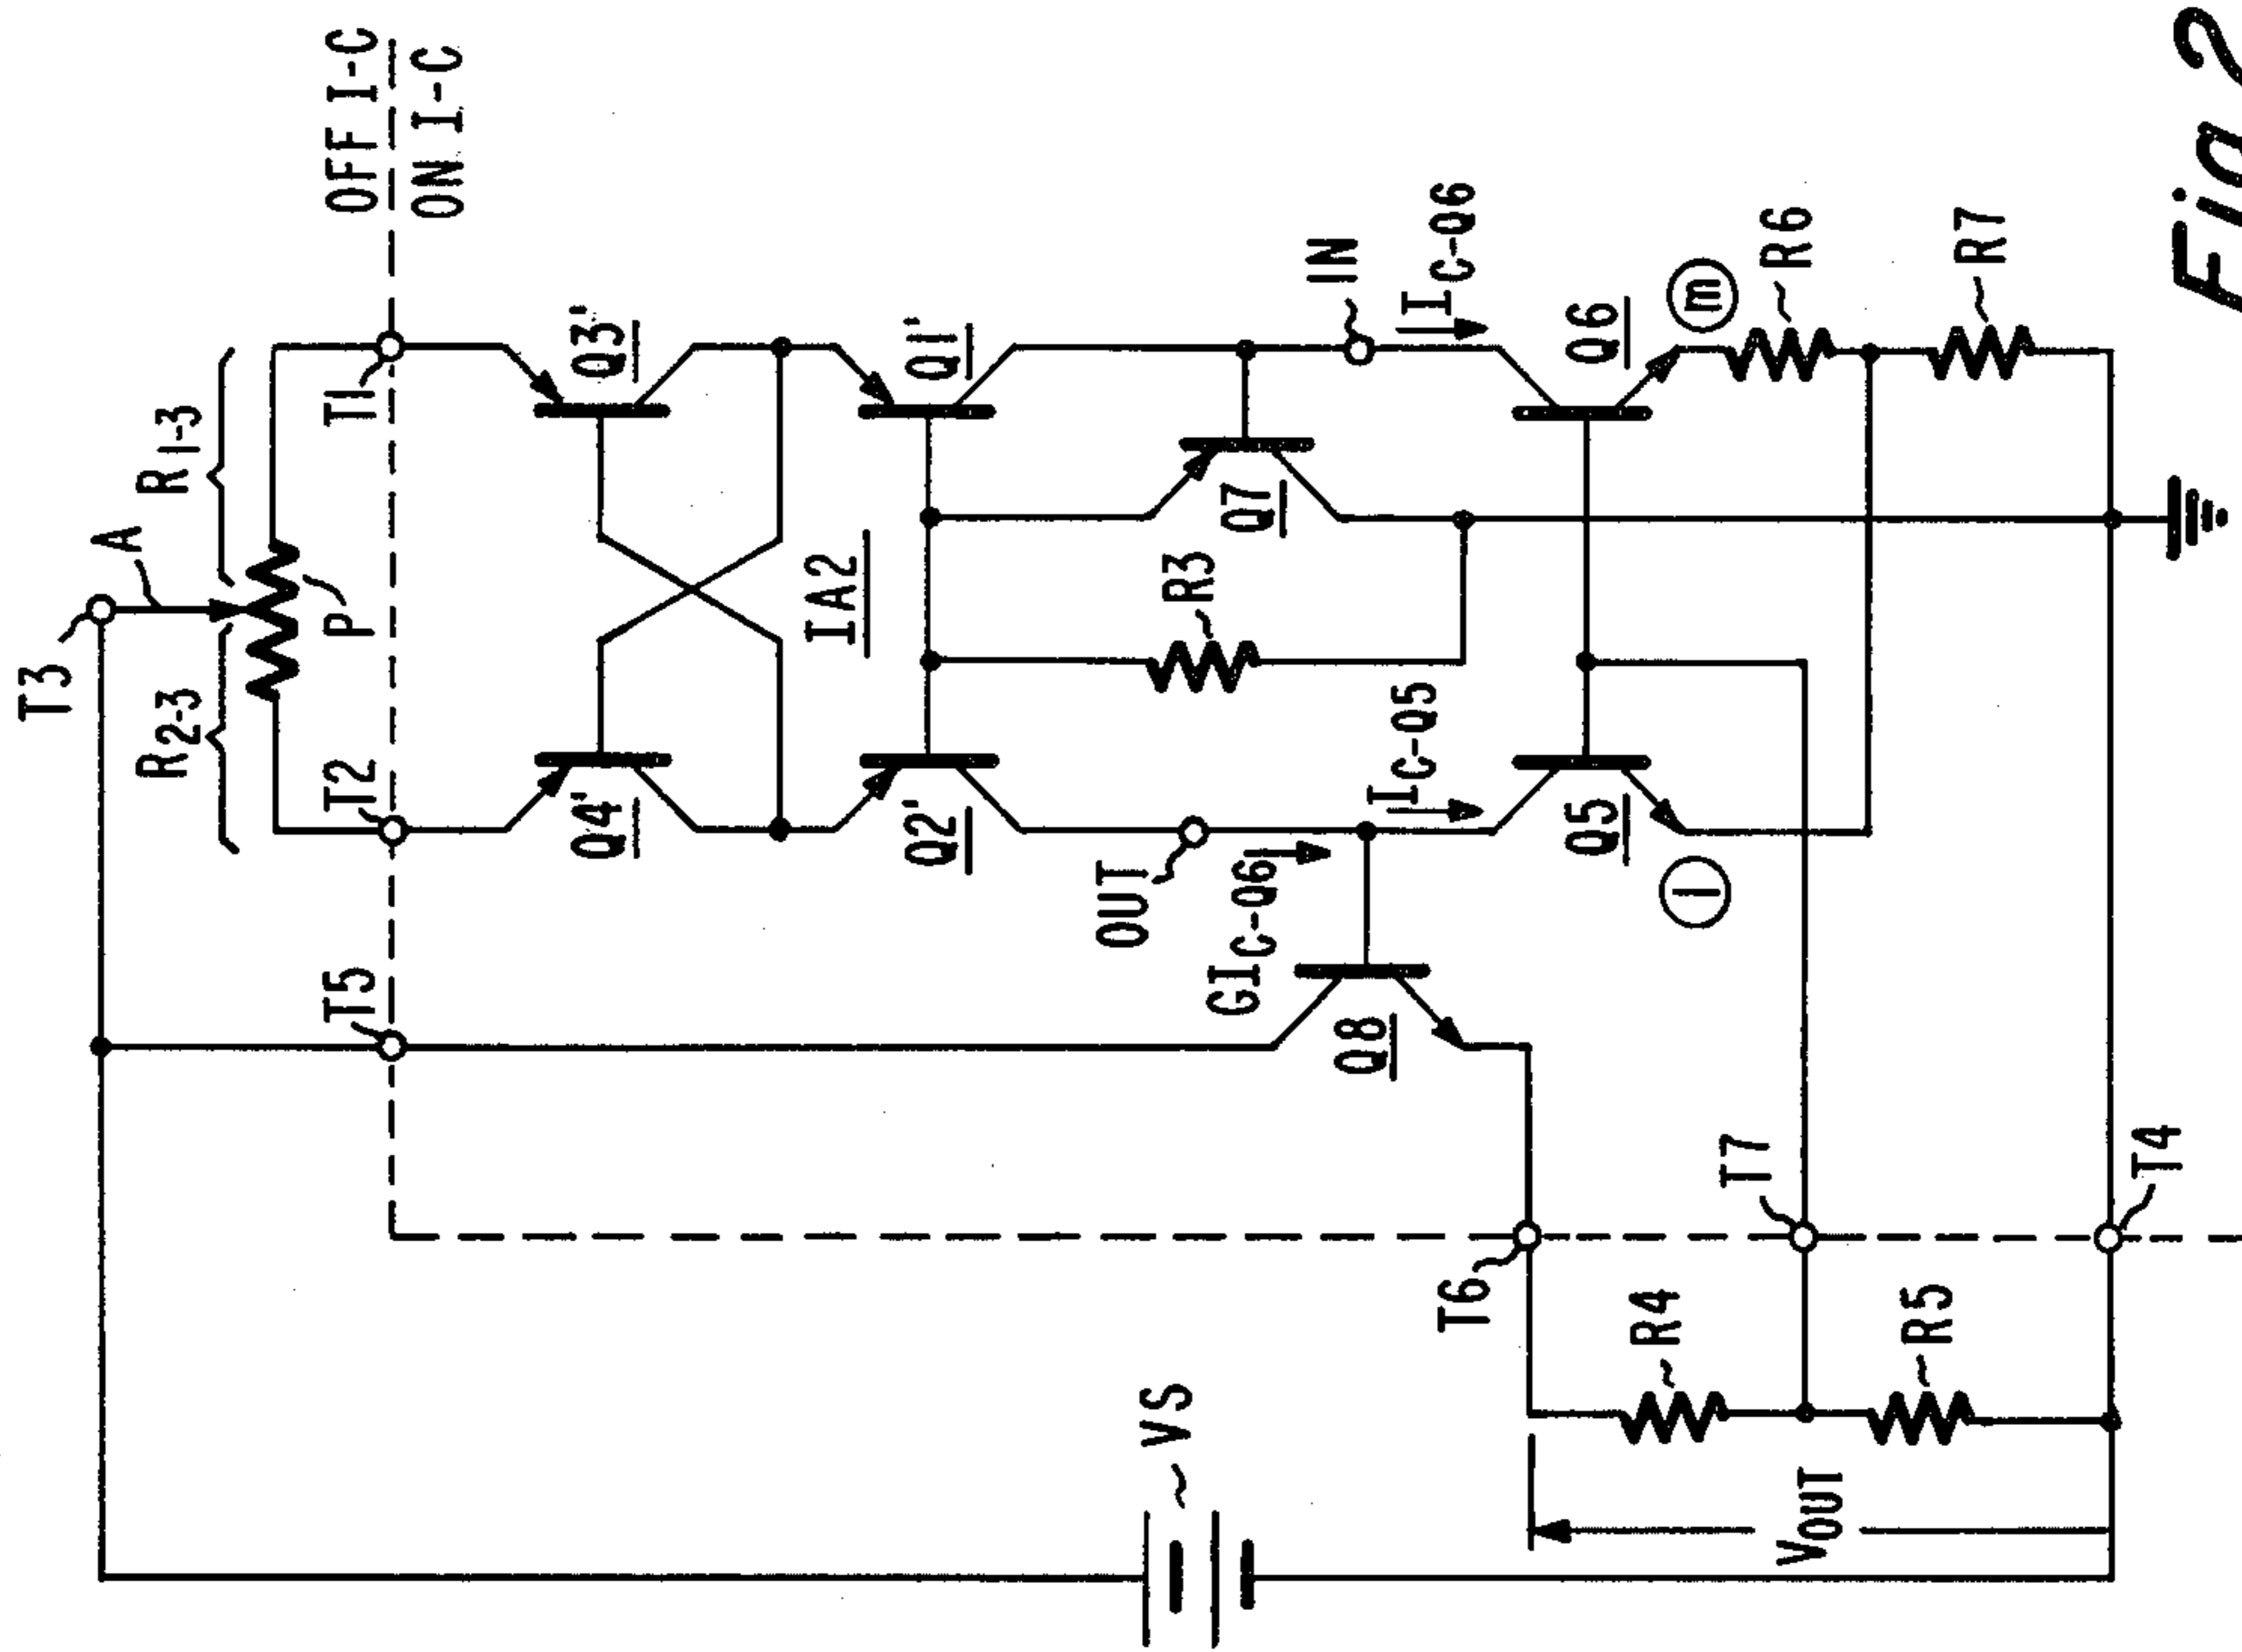 T3
A
R2-3
R1-3
P
T5
T2
T1
OFF I-C
ON I-C
Q4'
Q3'
IA2
Q2'
Q1'
OUT
GIC-Q6
R3
Q7
IN
IC-Q5
IC-Q6
Q8
Q5
Q6
1
m
R6
R7
VS
T6
T7
T4
R4
R5
VOUT
Fig 2